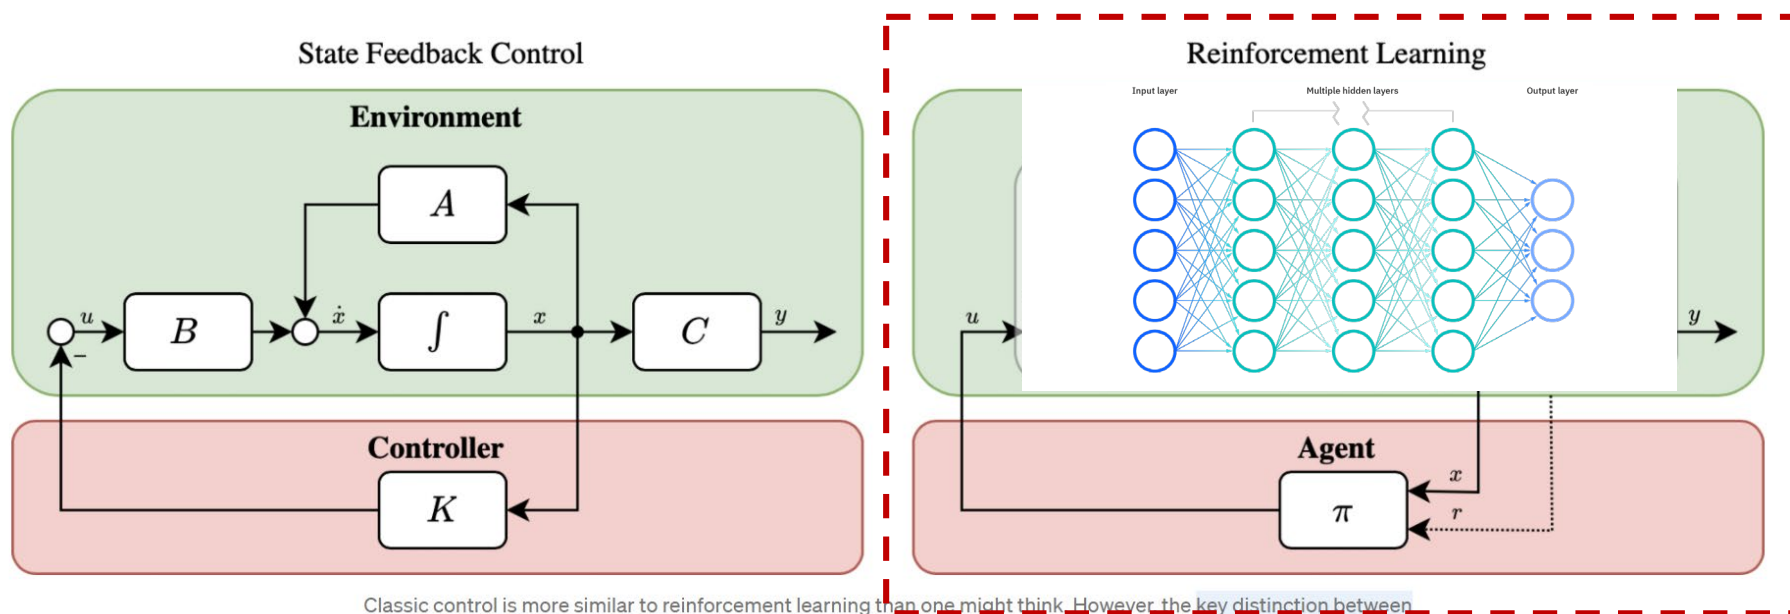 State Feedback Control
Environment
A
u
B
ẋ
∫
x
C
y
−
Controller
K
Reinforcement Learning
Input layer
Multiple hidden layers
Output layer
u
y
Agent
x
π
r
Classic control is more similar to reinforcement learning than one might think. However, the key distinction between